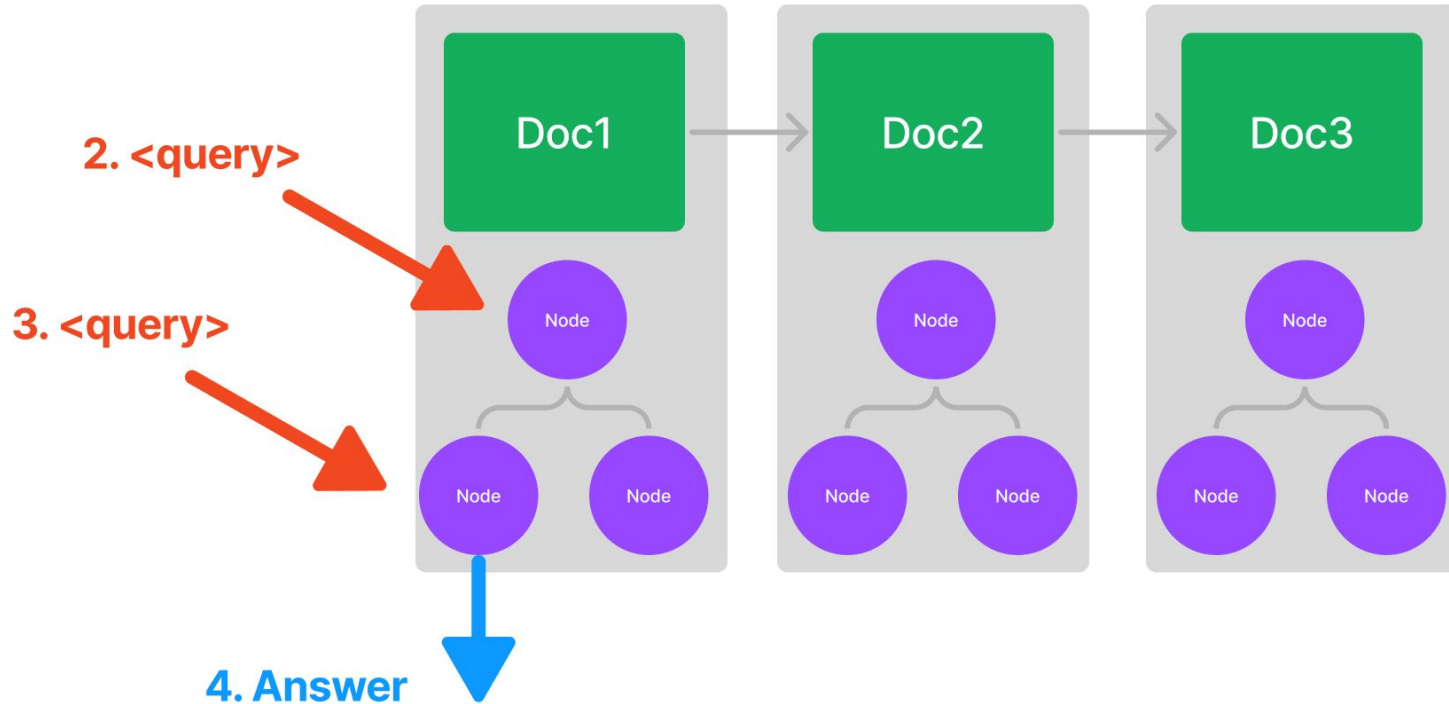 Doc1
Doc2
Doc3
2. <query>
Node
Node
Node
3. <query>
Node
Node
Node
Node
Node
Node
4. Answer